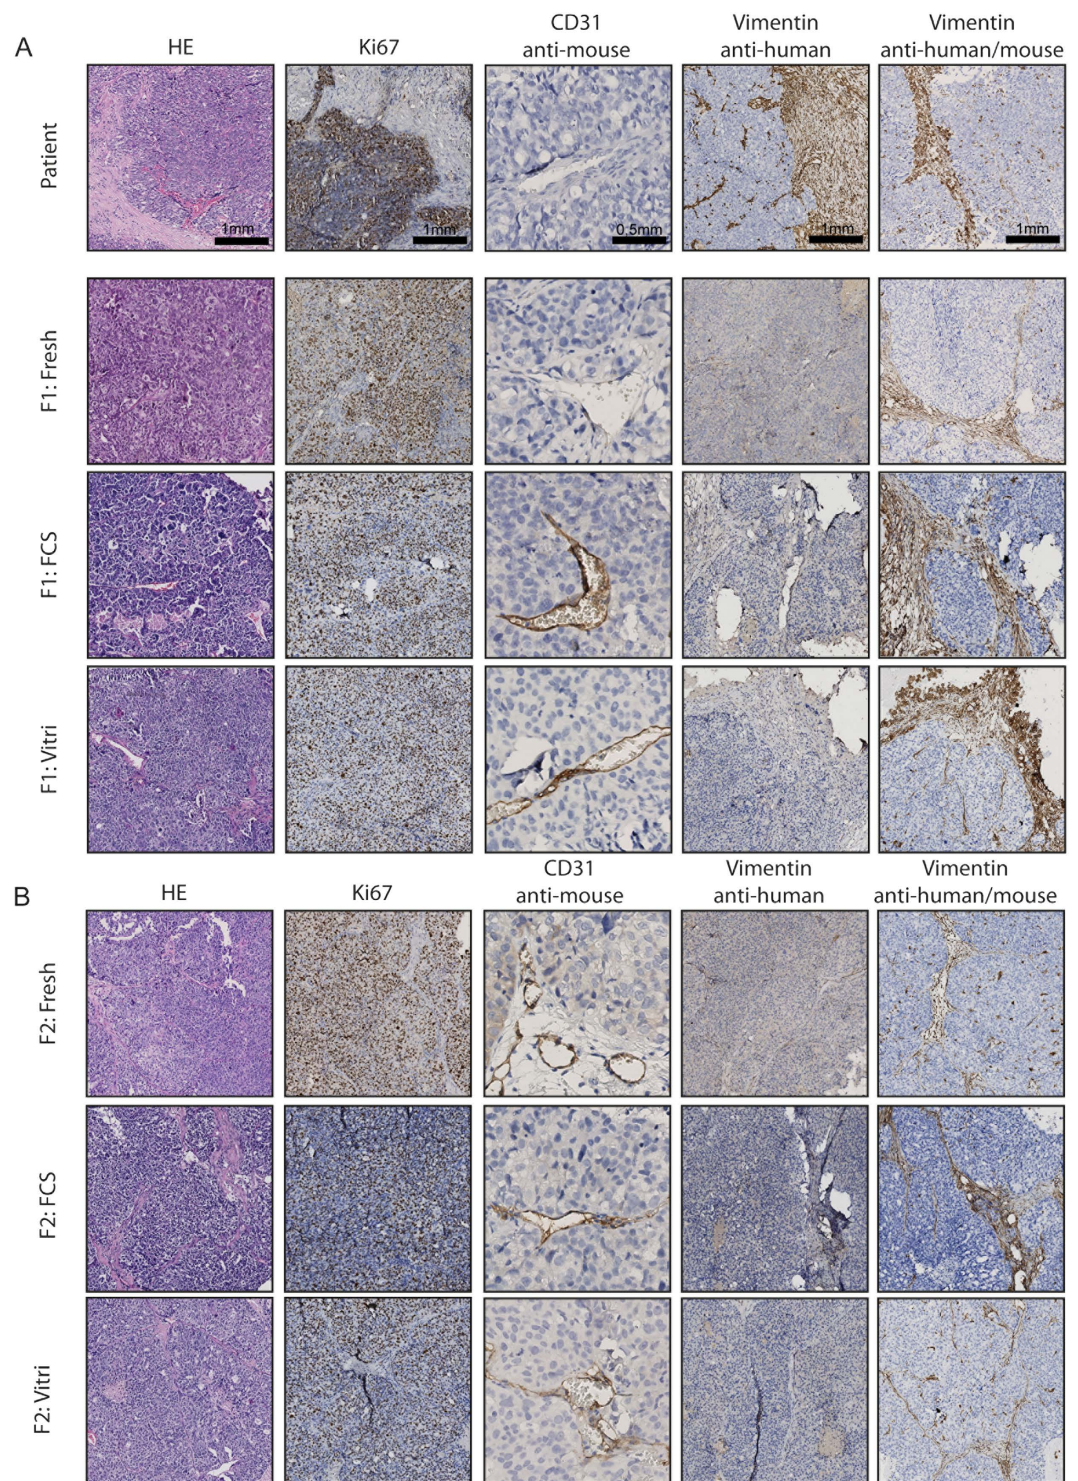 A
HE
Ki67
CD31
anti-mouse
Vimentin
anti-human
Vimentin
anti-human/mouse
Patient
1mm
1mm
0.5mm
1mm
1mm
F1: Fresh
F1: FCS
F1: Vitri
B
HE
Ki67
CD31
anti-mouse
Vimentin
anti-human
Vimentin
anti-human/mouse
F2: Fresh
F2: FCS
F2: Vitri